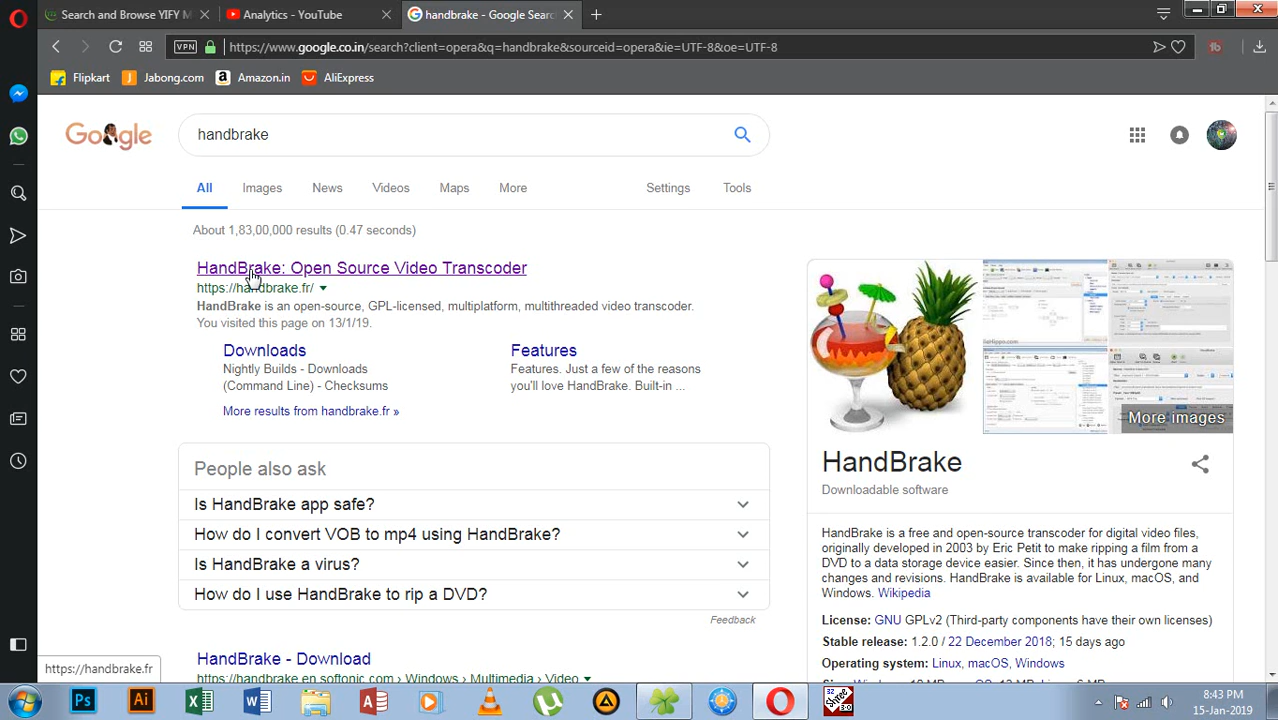 Search and Browse YIFY M
Analytics - YouTube
handbrake - Google Sear
VPN
https://www.google.co.in/search?client=opera&q=handbrake&sourceid=opera&ie=UTF-8&oe=UTF-8
Flipkart
Jabong.com
Amazon.in
AliExpress
Google
handbrake
All
Images
News
Videos
Maps
More
Settings
Tools
About 1,83,00,000 results (0.47 seconds)
HandBrake: Open Source Video Transcoder
https://handbrake.fr/
HandBrake is an open-source, GPL-licensed, multiplatform, multithreaded video transcoder.
You visited this page on 13/1/19.
Downloads
Nightly Builds - Downloads
(Command Line) - Checksums
More results from handbrake.fr »
Features
Features. Just a few of the reasons
you'll love HandBrake. Built-in ...
People also ask
Is HandBrake app safe?
How do I convert VOB to mp4 using HandBrake?
Is HandBrake a virus?
How do I use HandBrake to rip a DVD?
Feedback
HandBrake - Download
https://handbrake.en.softonic.com › Windows › Multimedia › Video
More images
HandBrake
Downloadable software
HandBrake is a free and open-source transcoder for digital video files,
originally developed in 2003 by Eric Petit to make ripping a film from a
DVD to a data storage device easier. Since then, it has undergone many
changes and revisions. HandBrake is available for Linux, macOS, and
Windows. Wikipedia
License: GNU GPLv2 (Third-party components have their own licenses)
Stable release: 1.2.0 / 22 December 2018; 15 days ago
Operating system: Linux, macOS, Windows
https://handbrake.fr
Ps
Ai
8:43 PM
15-Jan-2019